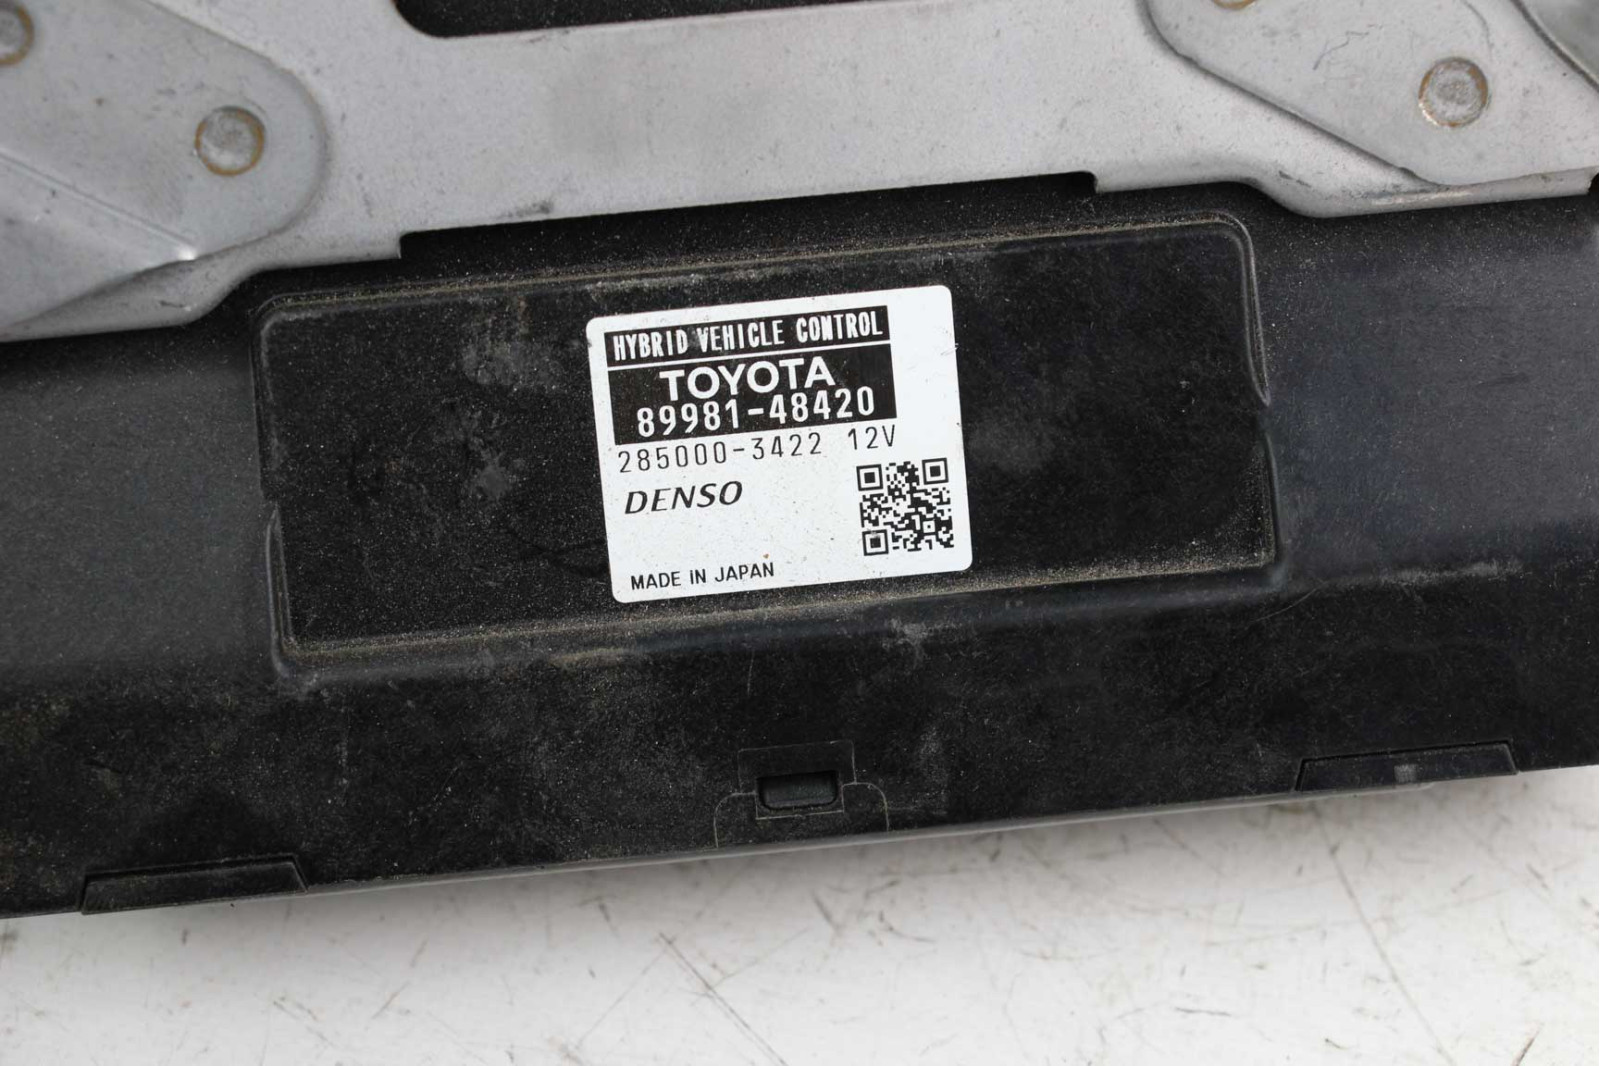 HYBRID VEHICLE CONTROL
TOYOTA
89981-48420
285000-3422 12V
DENSO
MADE IN JAPAN